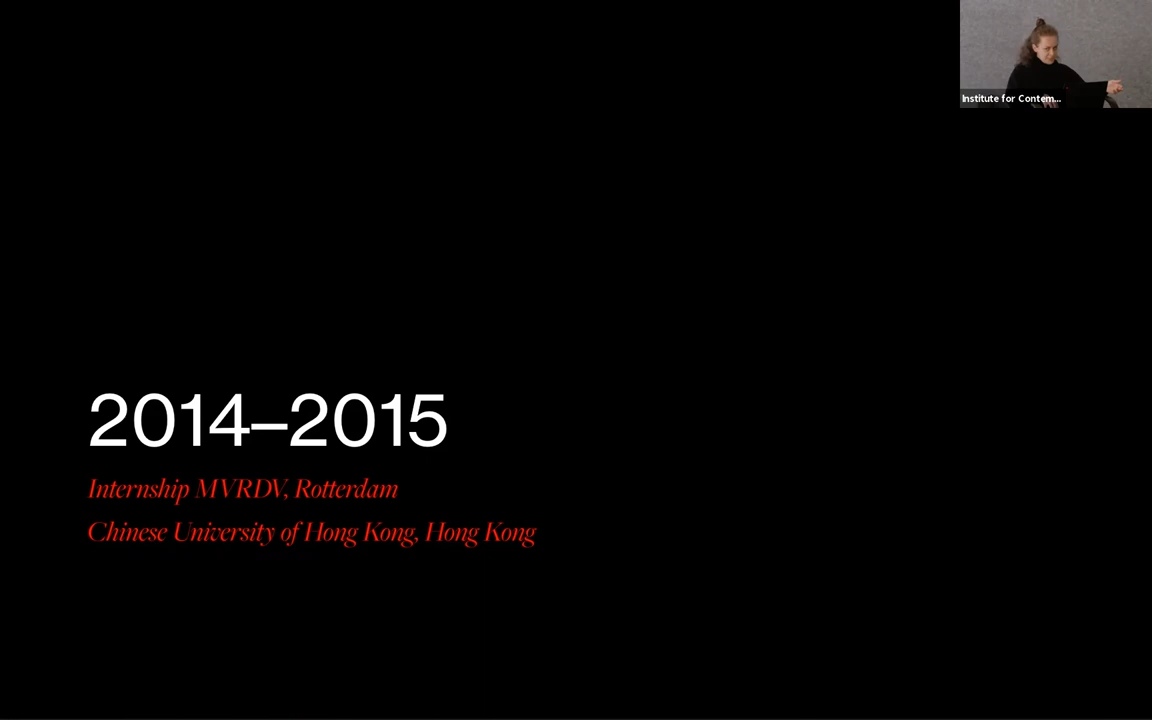 Institute for Contem...
2014–2015
Internship MVRDV, Rotterdam
Chinese University of Hong Kong, Hong Kong